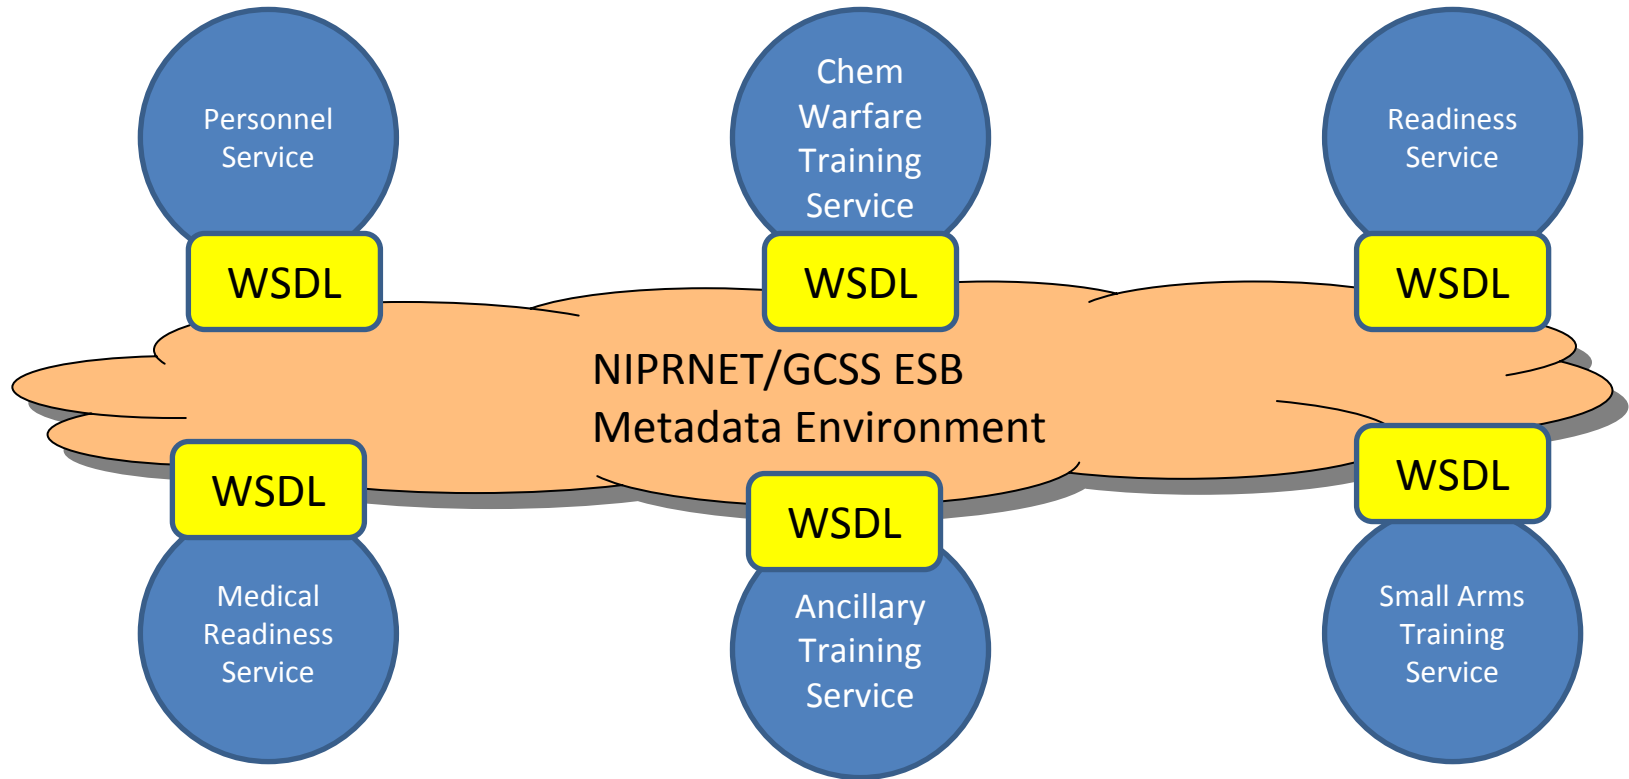 Personnel
Service
WSDL
Chem
Warfare
Training
Service
WSDL
Readiness
Service
WSDL
NIPRNET/GCSS ESB
Metadata Environment
WSDL
Medical
Readiness
Service
WSDL
Ancillary
Training
Service
WSDL
Small Arms
Training
Service